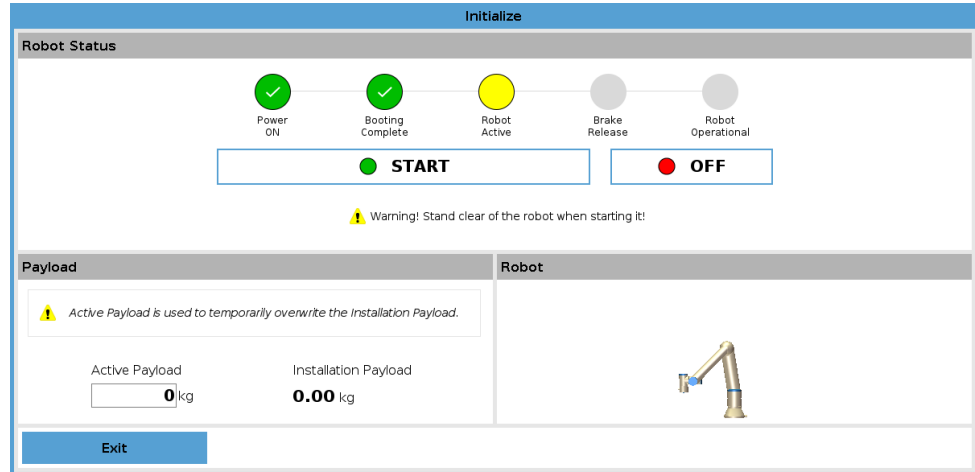 Initialize
Robot Status
Power
ON
Booting
Complete
Robot
Active
Brake
Release
Robot
Operational
START
OFF
Warning! Stand clear of the robot when starting it!
Payload
Robot
Active Payload is used to temporarily overwrite the Installation Payload.
Active Payload
Installation Payload
0 kg
0.00 kg
Exit